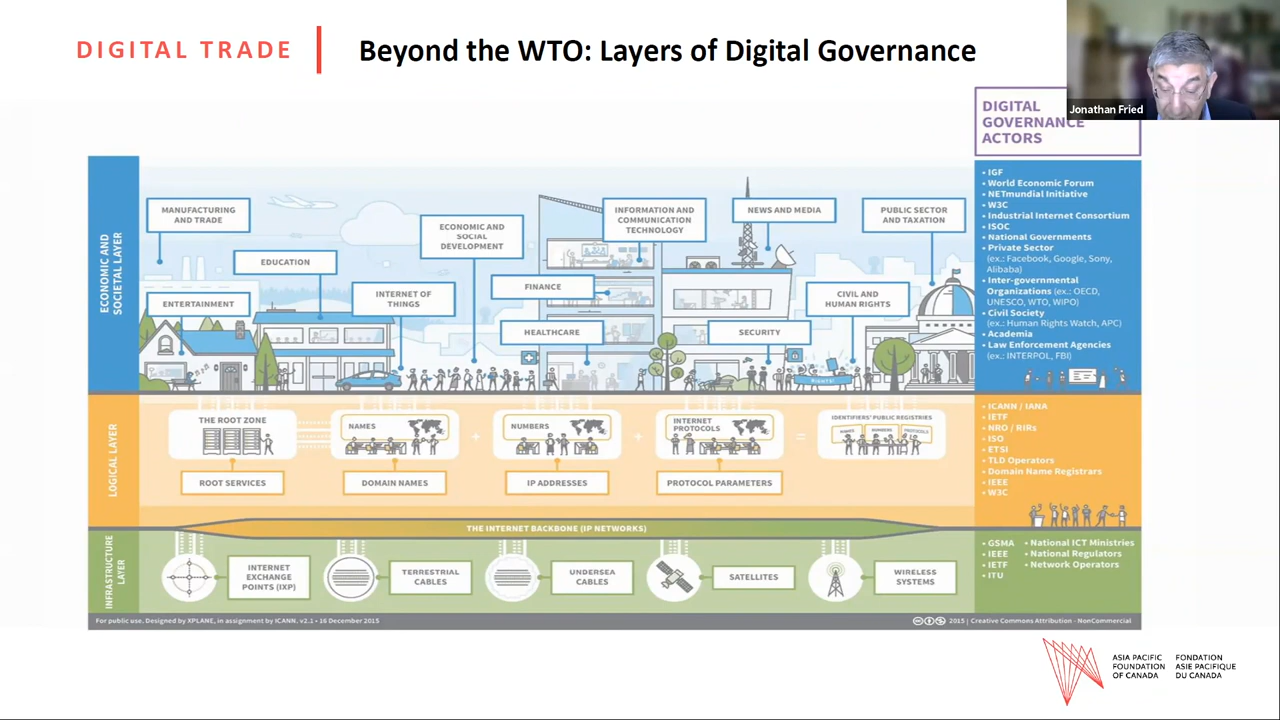 DIGITAL TRADE
Beyond the WTO: Layers of Digital Governance
Jonathan Fried
DIGITAL
GOVERNANCE
ACTORS
ECONOMIC AND
SOCIETAL LAYER
MANUFACTURING
AND TRADE
EDUCATION
ENTERTAINMENT
INTERNET OF
THINGS
ECONOMIC AND
SOCIAL
DEVELOPMENT
FINANCE
HEALTHCARE
INFORMATION AND
COMMUNICATION
TECHNOLOGY
NEWS AND MEDIA
SECURITY
CIVIL AND
HUMAN RIGHTS
PUBLIC SECTOR
AND TAXATION
• IGF
• World Economic Forum
• NETmundial Initiative
• W3C
• Industrial Internet Consortium
• ISOC
• National Governments
• Private Sector
(ex.: Facebook, Google, Sony,
Alibaba)
• Inter-governmental
Organizations (ex.: OECD,
UNESCO, WTO, WIPO)
• Civil Society
(ex.: Human Rights Watch, APC)
• Academia
• Law Enforcement Agencies
(ex.: INTERPOL, FBI)
LOGICAL LAYER
THE ROOT ZONE
ROOT SERVICES
NAMES
DOMAIN NAMES
+
NUMBERS
IP ADDRESSES
+
INTERNET
PROTOCOLS
PROTOCOL PARAMETERS
=
IDENTIFIERS' PUBLIC REGISTRIES
NAMES
NUMBERS
PROTOCOLS
• ICANN / IANA
• IETF
• NRO / RIRs
• ISO
• ETSI
• TLD Operators
• Domain Name Registrars
• IEEE
• W3C
THE INTERNET BACKBONE (IP NETWORKS)
INFRASTRUCTURE
LAYER
INTERNET
EXCHANGE
POINTS (IXP)
TERRESTRIAL
CABLES
UNDERSEA
CABLES
SATELLITES
WIRELESS
SYSTEMS
• GSMA
• IEEE
• IETF
• ITU
• National ICT Ministries
• National Regulators
• Network Operators
For public use. Designed by XPLANE, in assignment by ICANN. v2.1 • 16 December 2015
2015 | Creative Commons Attribution - NonCommercial
ASIA PACIFIC
FOUNDATION
OF CANADA
FONDATION
ASIE PACIFIQUE
DU CANADA